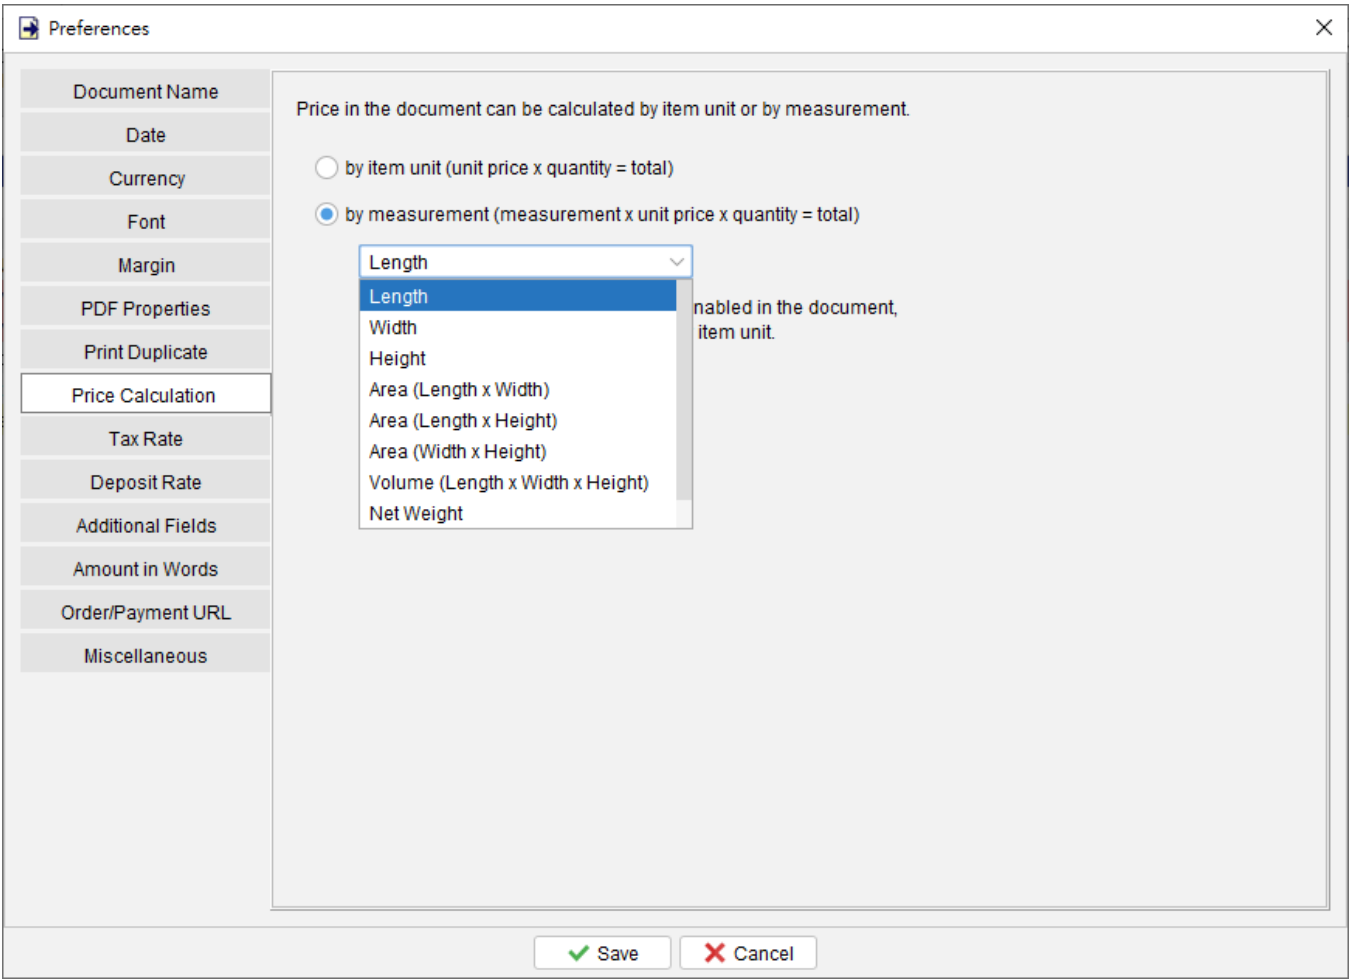 Preferences
Document Name
Date
Currency
Font
Margin
PDF Properties
Print Duplicate
Price Calculation
Tax Rate
Deposit Rate
Additional Fields
Amount in Words
Order/Payment URL
Miscellaneous
Price in the document can be calculated by item unit or by measurement.
by item unit (unit price x quantity = total)
by measurement (measurement x unit price x quantity = total)
Length
Length
Width
Height
Area (Length x Width)
Area (Length x Height)
Area (Width x Height)
Volume (Length x Width x Height)
Net Weight
in the document,
item unit.
Save
Cancel